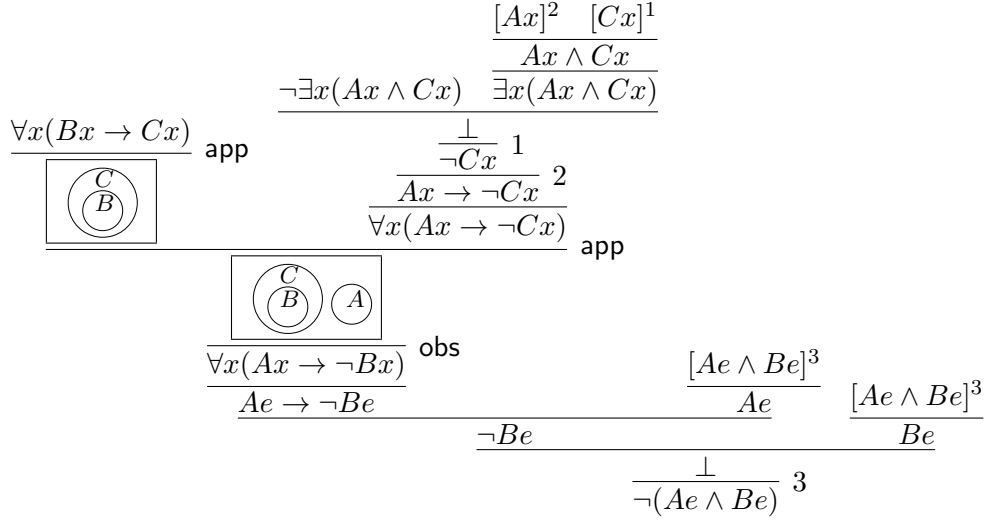 [Ax]² [Cx]¹
Ax ∧ Cx
¬∃x(Ax ∧ Cx) ∃x(Ax ∧ Cx)
⊥
¬Cx 1
∀x(Bx → Cx) app
Ax → ¬Cx 2
C
B
∀x(Ax → ¬Cx)
app
C
B A
obs
∀x(Ax → ¬Bx) [Ae ∧ Be]³
Ae → ¬Be Ae [Ae ∧ Be]³
¬Be Be
⊥
¬(Ae ∧ Be) 3